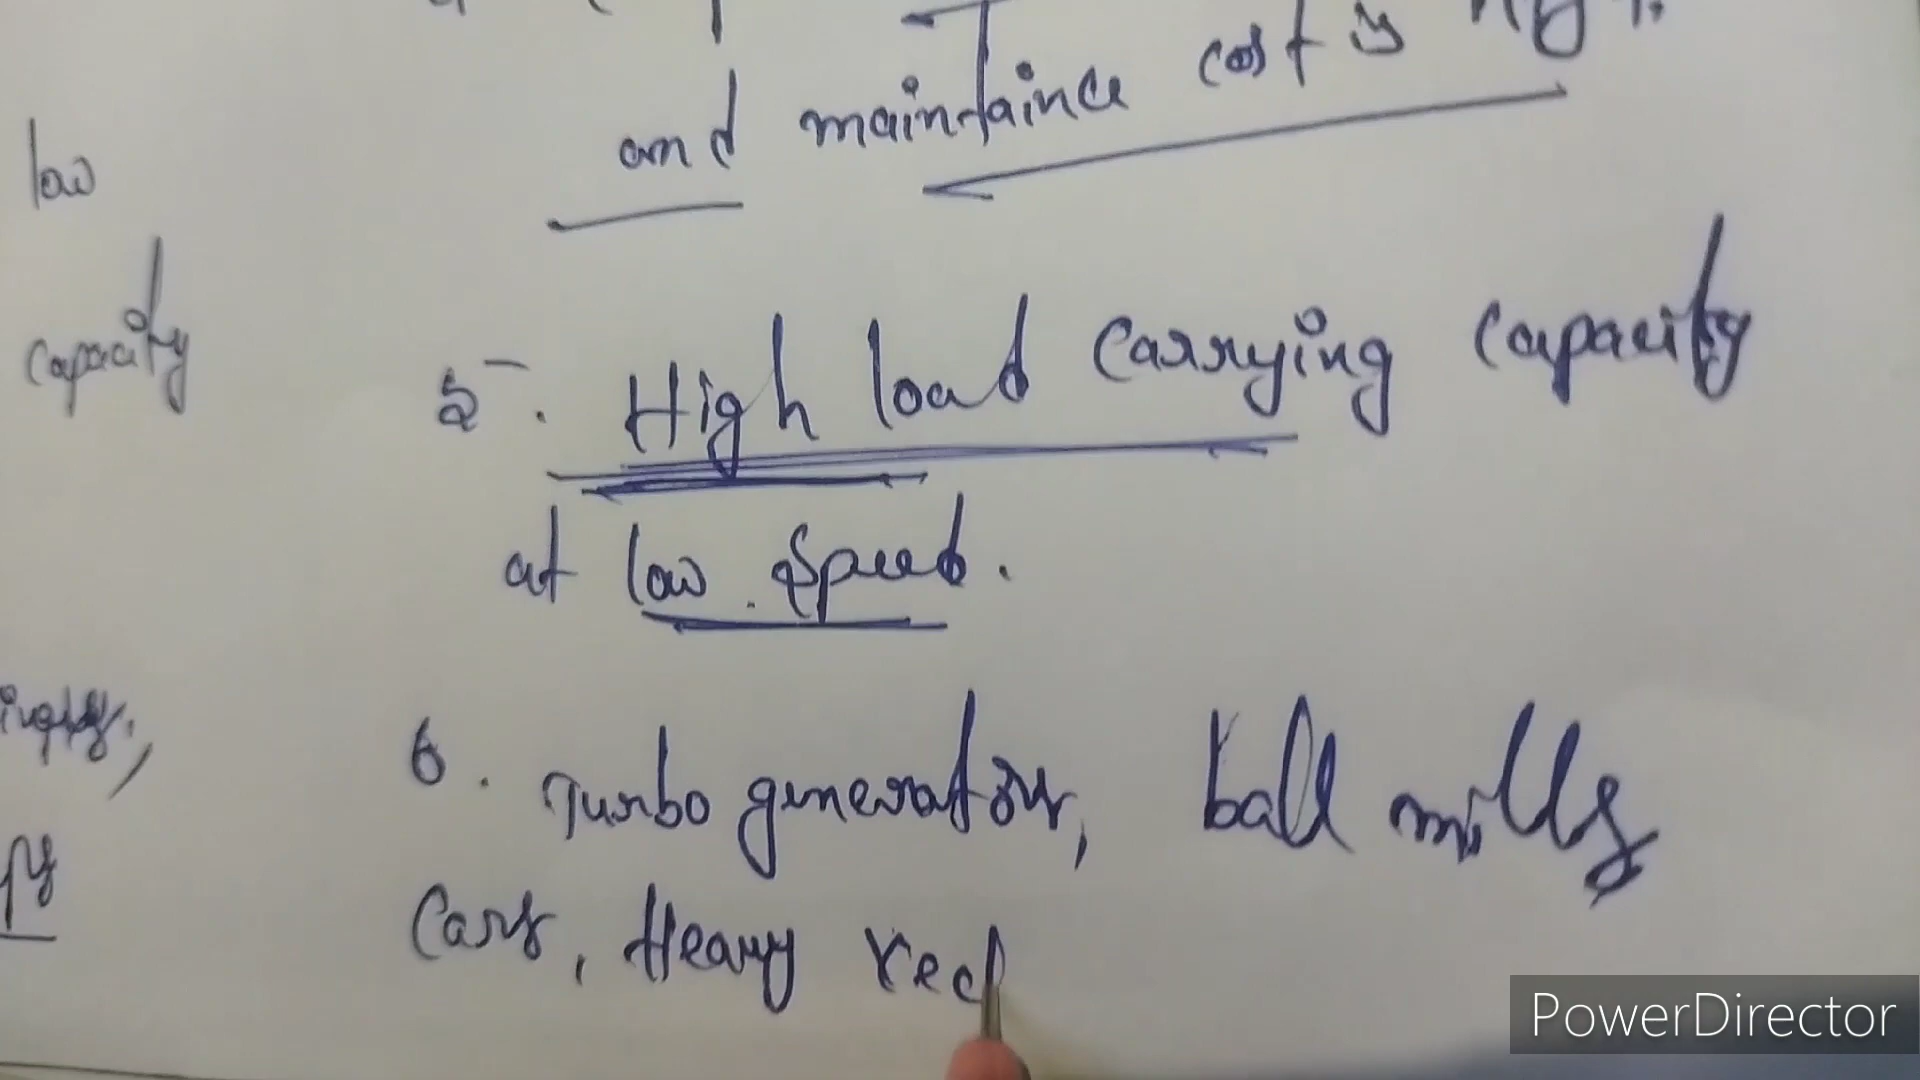 and maintaince cost is
low
capacity
5. High load carrying capacity
at low speed.
6. Turbo generators, ball mills
Cars, Heavy
PowerDirector